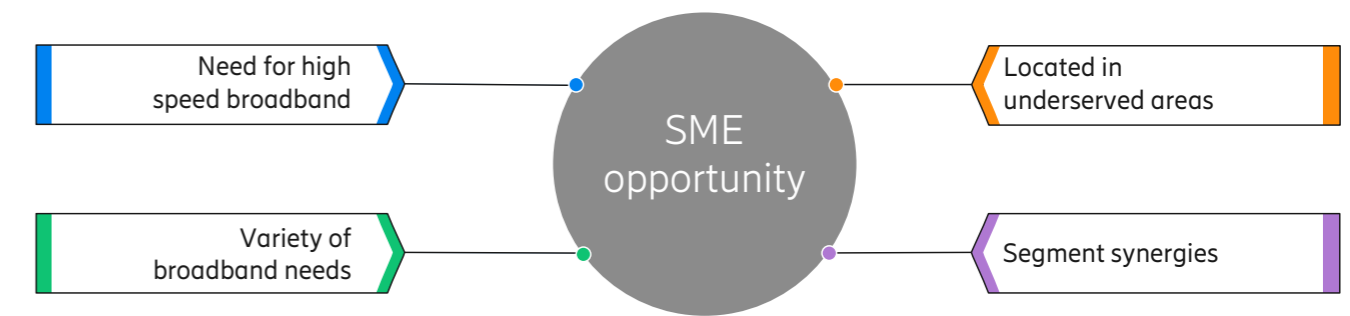 Need for high
speed broadband
Variety of
broadband needs
SME
opportunity
Located in
underserved areas
Segment synergies